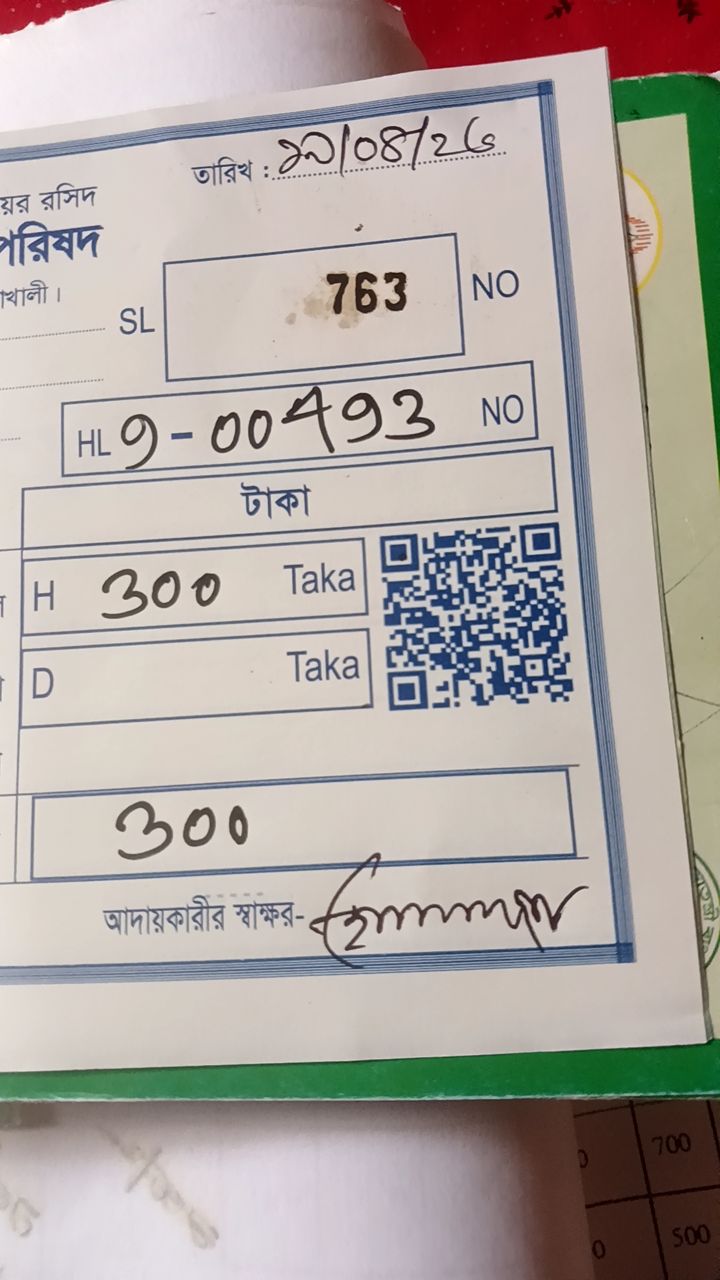 তারিখ : ২৯/08/26
য়র রসিদ
পরিষদ
খালী।
SL 763 NO
HL 9-00493 NO
টাকা
H 300 Taka
D Taka
300
আদায়কারীর স্বাক্ষর-
700
500